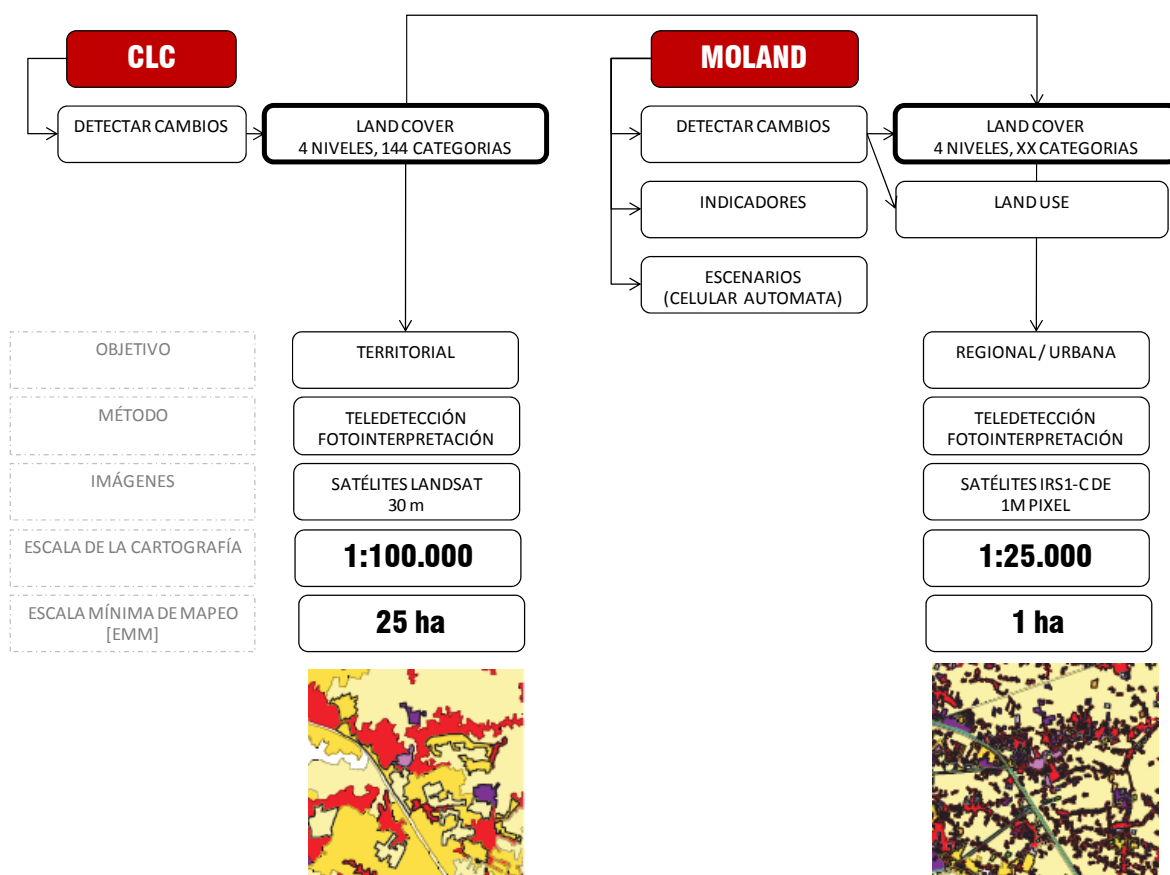 CLC
MOLAND
DETECTAR CAMBIOS
LAND COVER
4 NIVELES, 144 CATEGORIAS
DETECTAR CAMBIOS
LAND COVER
4 NIVELES, XX CATEGORIAS
INDICADORES
LAND USE
ESCENARIOS
(CELULAR AUTOMATA)
OBJETIVO
TERRITORIAL
REGIONAL / URBANA
MÉTODO
TELEDETECCIÓN
FOTOINTERPRETACIÓN
TELEDETECCIÓN
FOTOINTERPRETACIÓN
IMÁGENES
SATÉLITES LANDSAT
30 m
SATÉLITES IRS1-C DE
1M PIXEL
ESCALA DE LA CARTOGRAFÍA
1:100.000
1:25.000
ESCALA MÍNIMA DE MAPEO
[EMM]
25 ha
1 ha